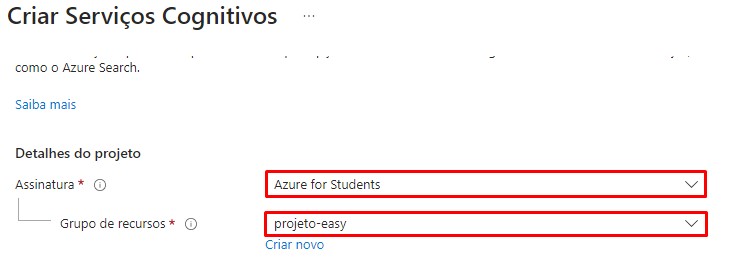 Criar Serviços Cognitivos ...
como o Azure Search.
Saiba mais
Detalhes do projeto
Assinatura * Azure for Students
Grupo de recursos * projeto-easy
Criar novo